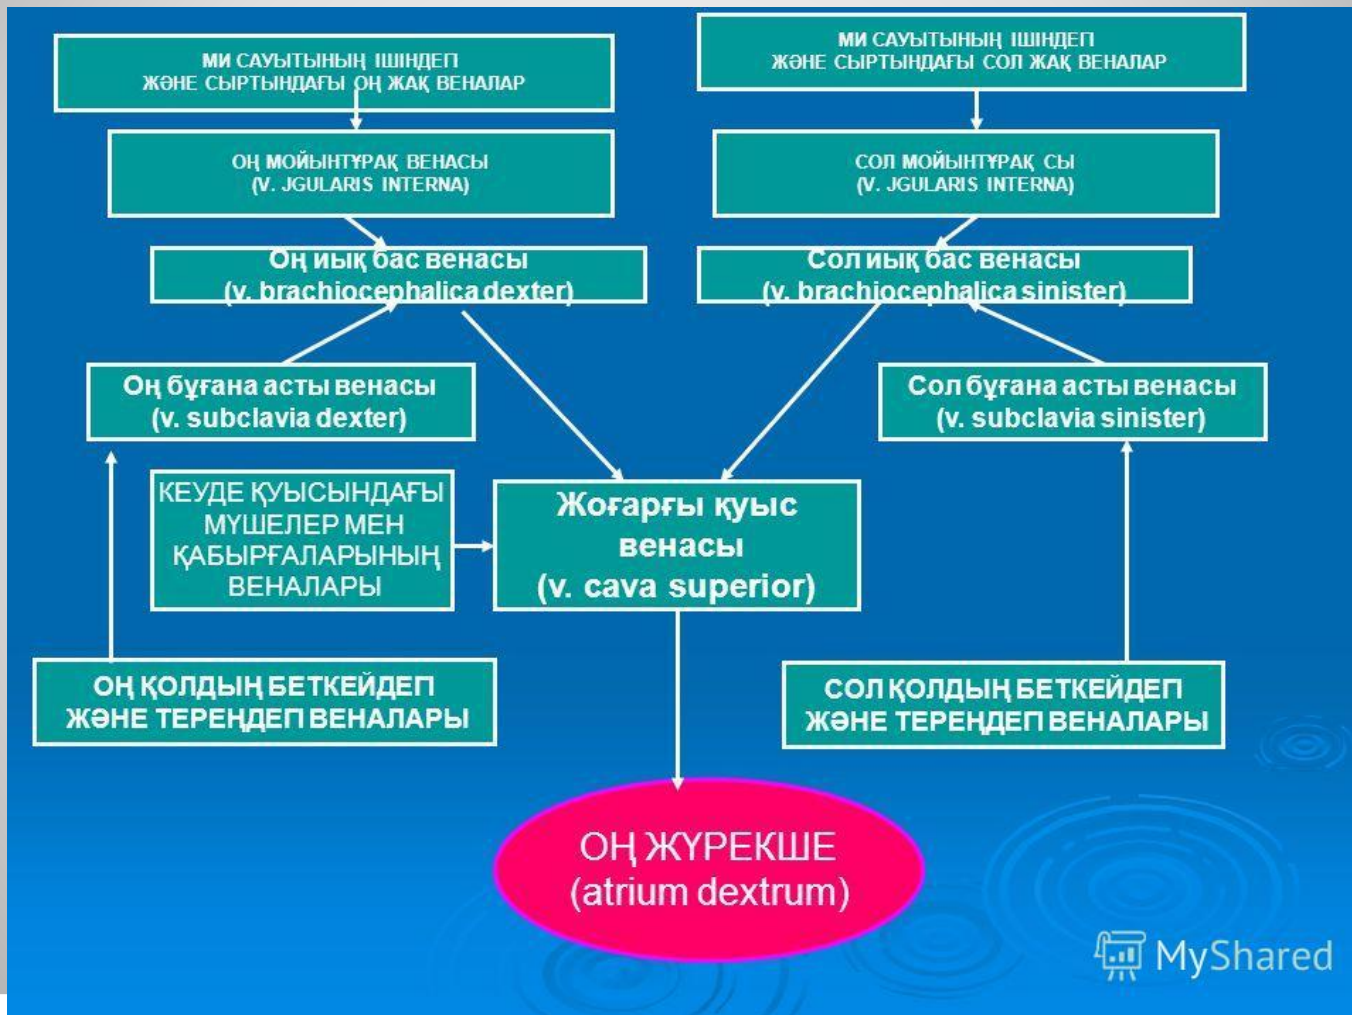 МИ САУЫТЫНЫҢ ІШІНДЕГІ
ЖӘНЕ СЫРТЫНДАҒЫ ОҢ ЖАҚ ВЕНАЛАР
МИ САУЫТЫНЫҢ ІШІНДЕГІ
ЖӘНЕ СЫРТЫНДАҒЫ СОЛ ЖАҚ ВЕНАЛАР
ОҢ МОЙЫНТҰРАҚ ВЕНАСЫ
(V. JGULARIS INTERNA)
СОЛ МОЙЫНТҰРАҚ СЫ
(V. JGULARIS INTERNA)
Оң иық бас венасы
(v. brachiocephalica dexter)
Сол иық бас венасы
(v. brachiocephalica sinister)
Оң бұғана асты венасы
(v. subclavia dexter)
Сол бұғана асты венасы
(v. subclavia sinister)
КЕУДЕ ҚУЫСЫНДАҒЫ
МҮШЕЛЕР МЕН
ҚАБЫРҒАЛАРЫНЫҢ
ВЕНАЛАРЫ
Жоғарғы қуыс
венасы
(v. cava superior)
ОҢ ҚОЛДЫҢ БЕТКЕЙДЕГІ
ЖӘНЕ ТЕРЕҢДЕГІ ВЕНАЛАРЫ
СОЛ ҚОЛДЫҢ БЕТКЕЙДЕГІ
ЖӘНЕ ТЕРЕҢДЕГІ ВЕНАЛАРЫ
ОҢ ЖҮРЕКШЕ
(atrium dextrum)
MyShared